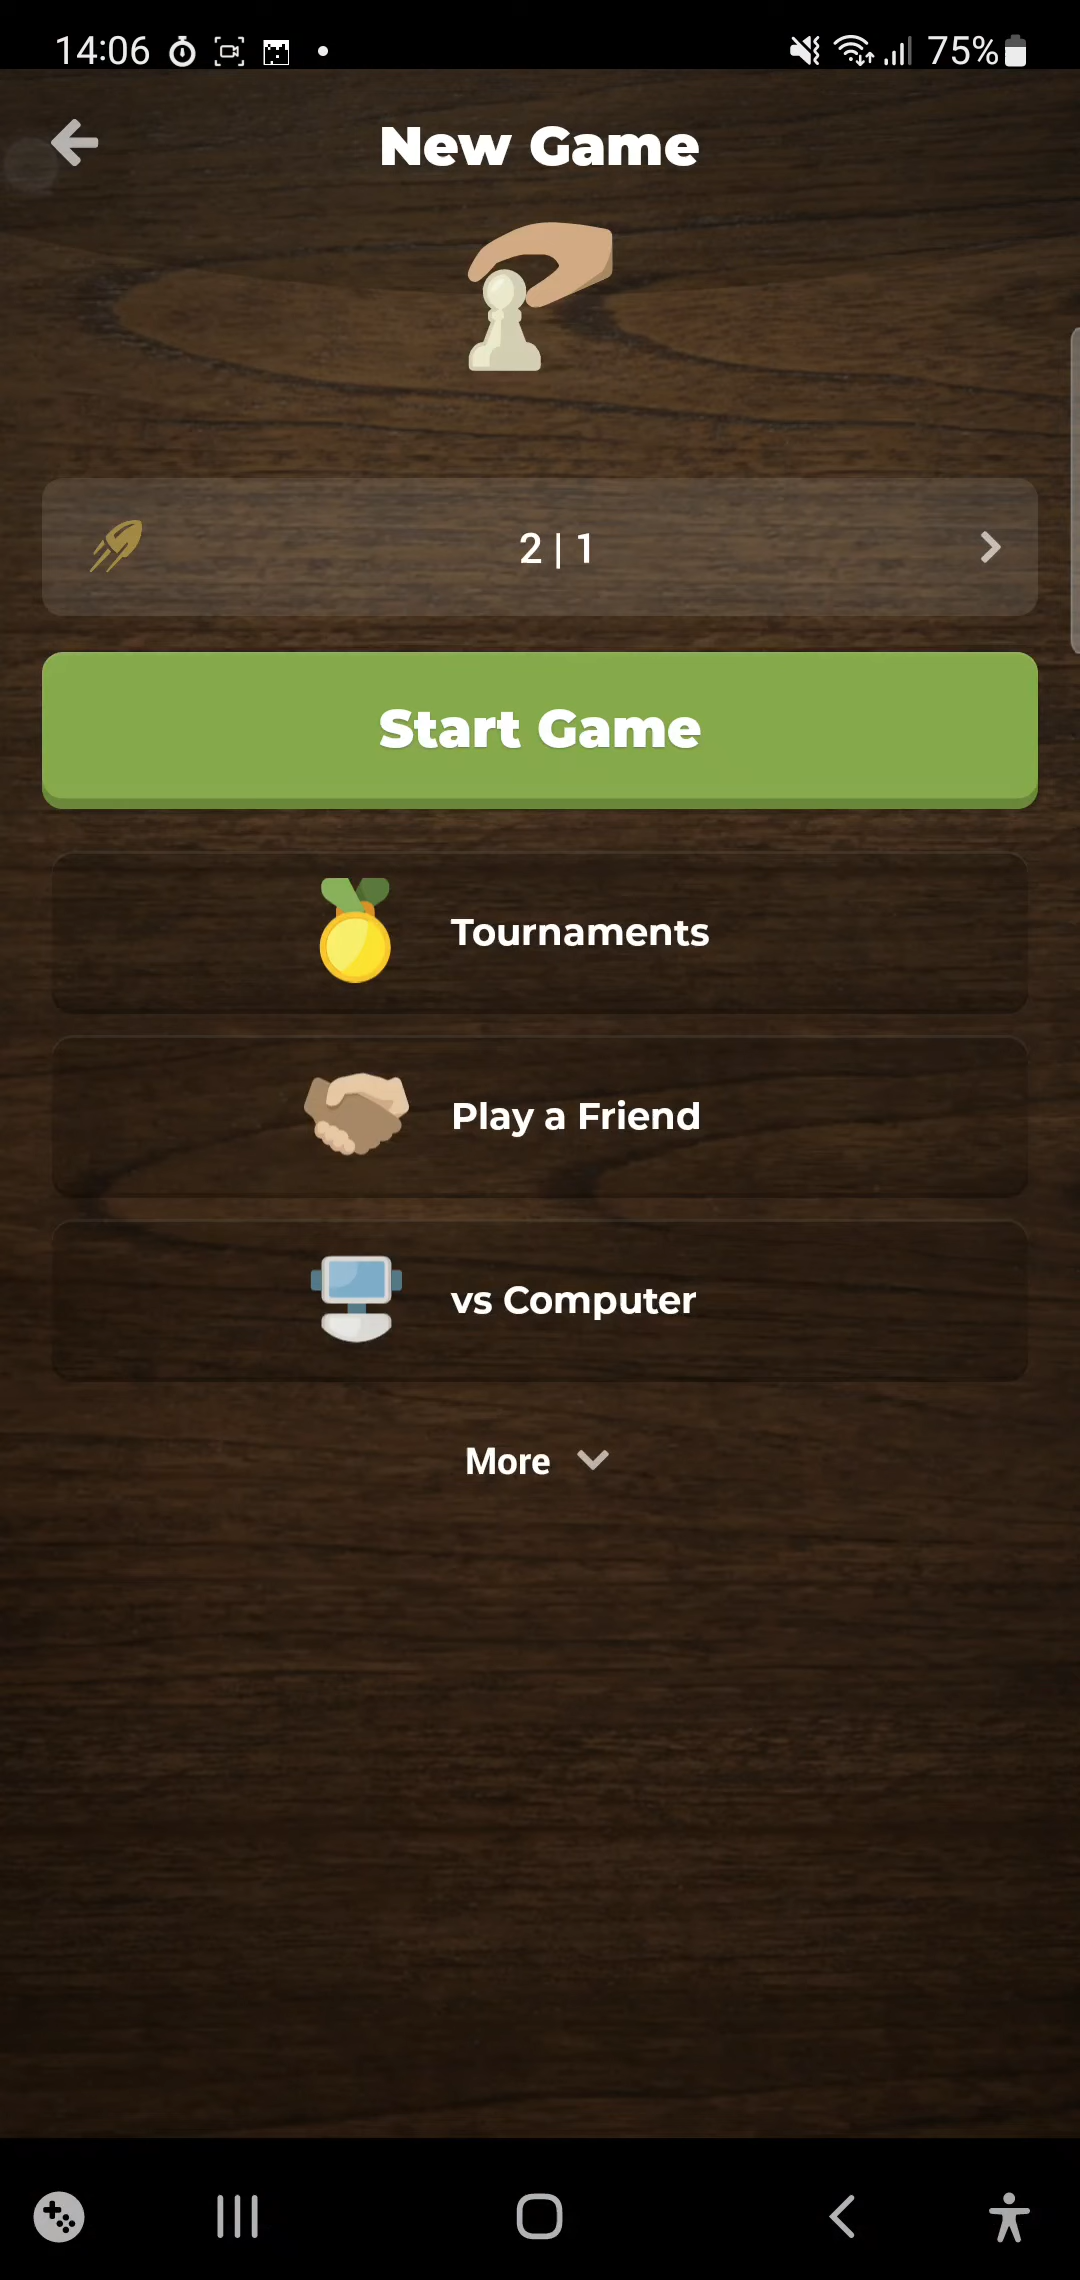 14:06
75%
New Game
2 | 1
Start Game
Tournaments
Play a Friend
vs Computer
More